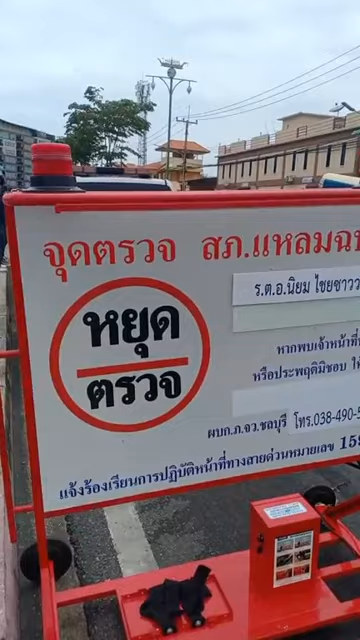 จุดตรวจ สภ.แหลมฉบ
หยุด
ตรวจ
ร.ต.อ.นิยม ไชยชาวว
หากพบเจ้าหน้าที่
หรือประพฤติมิชอบ
ผบก.ภ.จว.ชลบุรี โทร.038-490-5
แจ้งร้องเรียนการปฏิบัติหน้าที่ทางสายด่วนหมายเลข 159